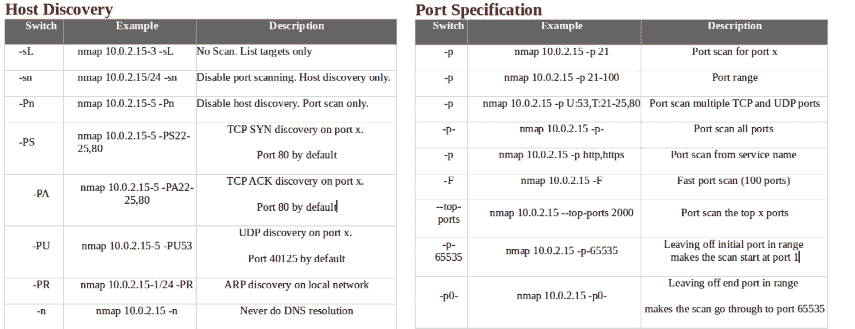 Host Discovery
Switch Example Description
-sL nmap 10.0.2.15-3 -sL No Scan. List targets only
-sn nmap 10.0.2.15/24 -sn Disable port scanning. Host discovery only.
-Pn nmap 10.0.2.15-5 -Pn Disable host discovery. Port scan only.
-PS nmap 10.0.2.15-5 -PS22-
25,80
TCP SYN discovery on port x.
Port 80 by default
-PA nmap 10.0.2.15-5 -PA22-
25,80
TCP ACK discovery on port x.
Port 80 by default
-PU nmap 10.0.2.15-5 -PU53
UDP discovery on port x.
Port 40125 by default
-PR nmap 10.0.2.15-1/24 -PR ARP discovery on local network
-n nmap 10.0.2.15 -n Never do DNS resolution
Port Specification
Switch Example Description
-p nmap 10.0.2.15 -p 21 Port scan for port x
-p nmap 10.0.2.15 -p 21-100 Port range
-p nmap 10.0.2.15 -p U:53,T:21-25,80 Port scan multiple TCP and UDP ports
-p- nmap 10.0.2.15 -p- Port scan all ports
-p nmap 10.0.2.15 -p http,https Port scan from service name
-F nmap 10.0.2.15 -F Fast port scan (100 ports)
--top-
ports
nmap 10.0.2.15 --top-ports 2000 Port scan the top x ports
-p-
65535
nmap 10.0.2.15 -p-65535
Leaving off initial port in range
makes the scan start at port 1
-p0- nmap 10.0.2.15 -p0-
Leaving off end port in range
makes the scan go through to port 65535